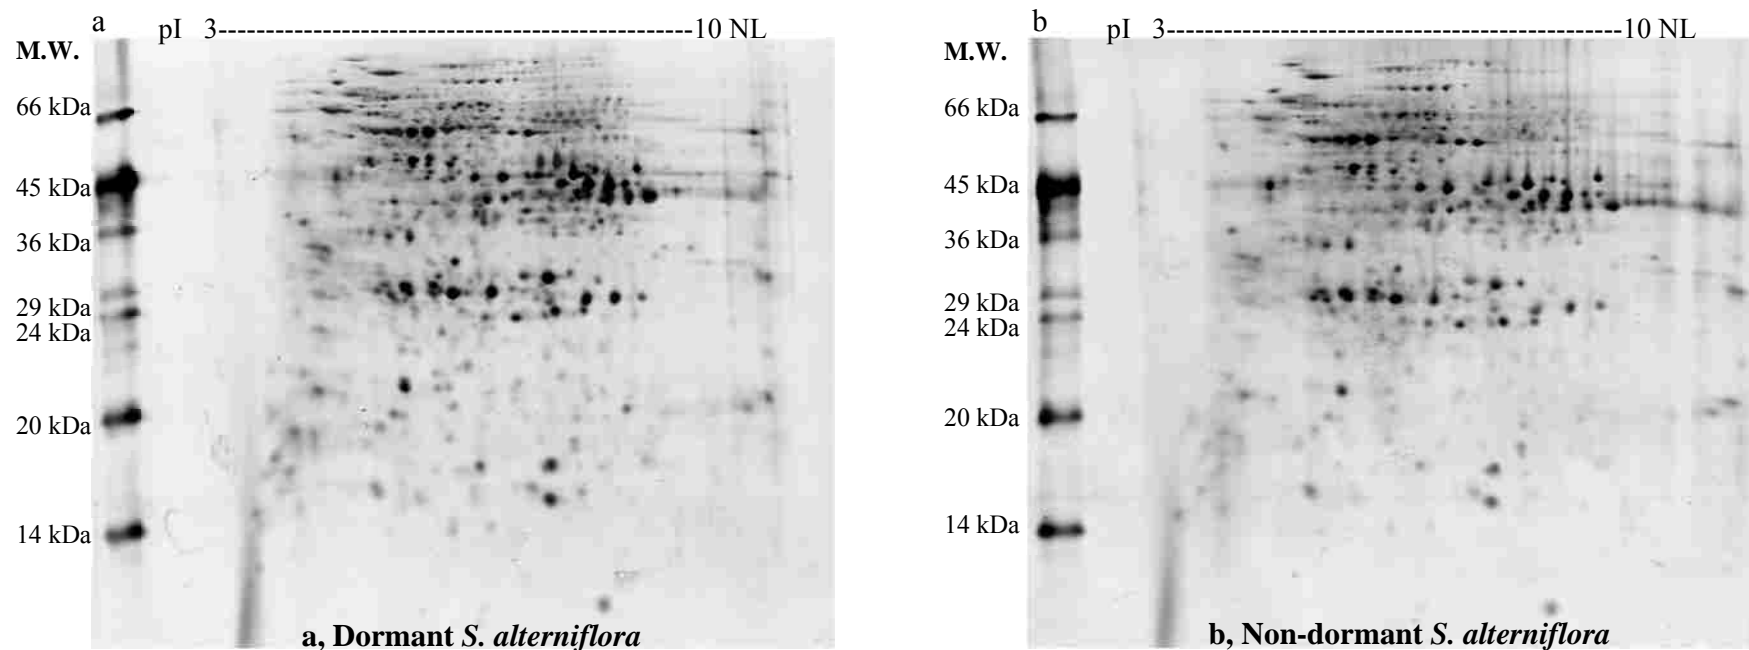 a
pI 3-----------------------------------------------10 NL
M.W.
66 kDa
45 kDa
36 kDa
29 kDa
24 kDa
20 kDa
14 kDa
a, Dormant S. alterniflora
b
pI 3----------------------------------------------10 NL
M.W.
66 kDa
45 kDa
36 kDa
29 kDa
24 kDa
20 kDa
14 kDa
b, Non-dormant S. alterniflora